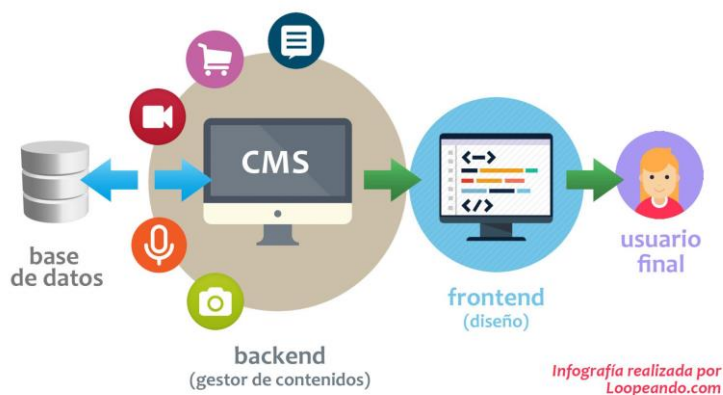 CMS
base
de datos
backend
(gestor de contenidos)
<-->
</>
frontend
(diseño)
usuario
final
Infografía realizada por
Loopeando.com